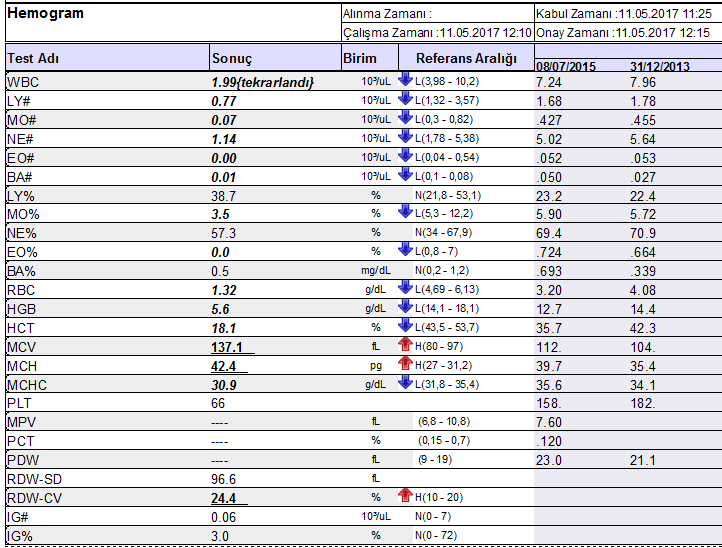 Hemogram Alınma Zamanı : Kabul Zamanı :11.05.2017 11:25
Çalışma Zamanı :11.05.2017 12:10 Onay Zamanı :11.05.2017 12:15
Test Adı Sonuç Birim Referans Aralığı 08/07/2015 31/12/2013
WBC 1.99{tekrarlandı} 10³/uL L(3,98 - 10,2) 7.24 7.96
LY# 0.77 10³/uL L(1,32 - 3,57) 1.68 1.78
MO# 0.07 10³/uL L(0,3 - 0,82) .427 .455
NE# 1.14 10³/uL L(1,78 - 5,38) 5.02 5.64
EO# 0.00 10³/uL L(0,04 - 0,54) .052 .053
BA# 0.01 10³/uL L(0,1 - 0,08) .050 .027
LY% 38.7 % N(21,8 - 53,1) 23.2 22.4
MO% 3.5 % L(5,3 - 12,2) 5.90 5.72
NE% 57.3 % N(34 - 67,9) 69.4 70.9
EO% 0.0 % L(0,8 - 7) .724 .664
BA% 0.5 mg/dL N(0,2 - 1,2) .693 .339
RBC 1.32 g/dL L(4,69 - 6,13) 3.20 4.08
HGB 5.6 g/dL L(14,1 - 18,1) 12.7 14.4
HCT 18.1 % L(43,5 - 53,7) 35.7 42.3
MCV 137.1 fL H(80 - 97) 112. 104.
MCH 42.4 pg H(27 - 31,2) 39.7 35.4
MCHC 30.9 g/dL L(31,8 - 35,4) 35.6 34.1
PLT 66 158. 182.
MPV ---- fL (6,8 - 10,8) 7.60
PCT ---- % (0,15 - 0,7) .120
PDW ---- fL (9 - 19) 23.0 21.1
RDW-SD 96.6 fL
RDW-CV 24.4 % H(10 - 20)
IG# 0.06 10³/uL N(0 - 7)
IG% 3.0 % N(0 - 72)